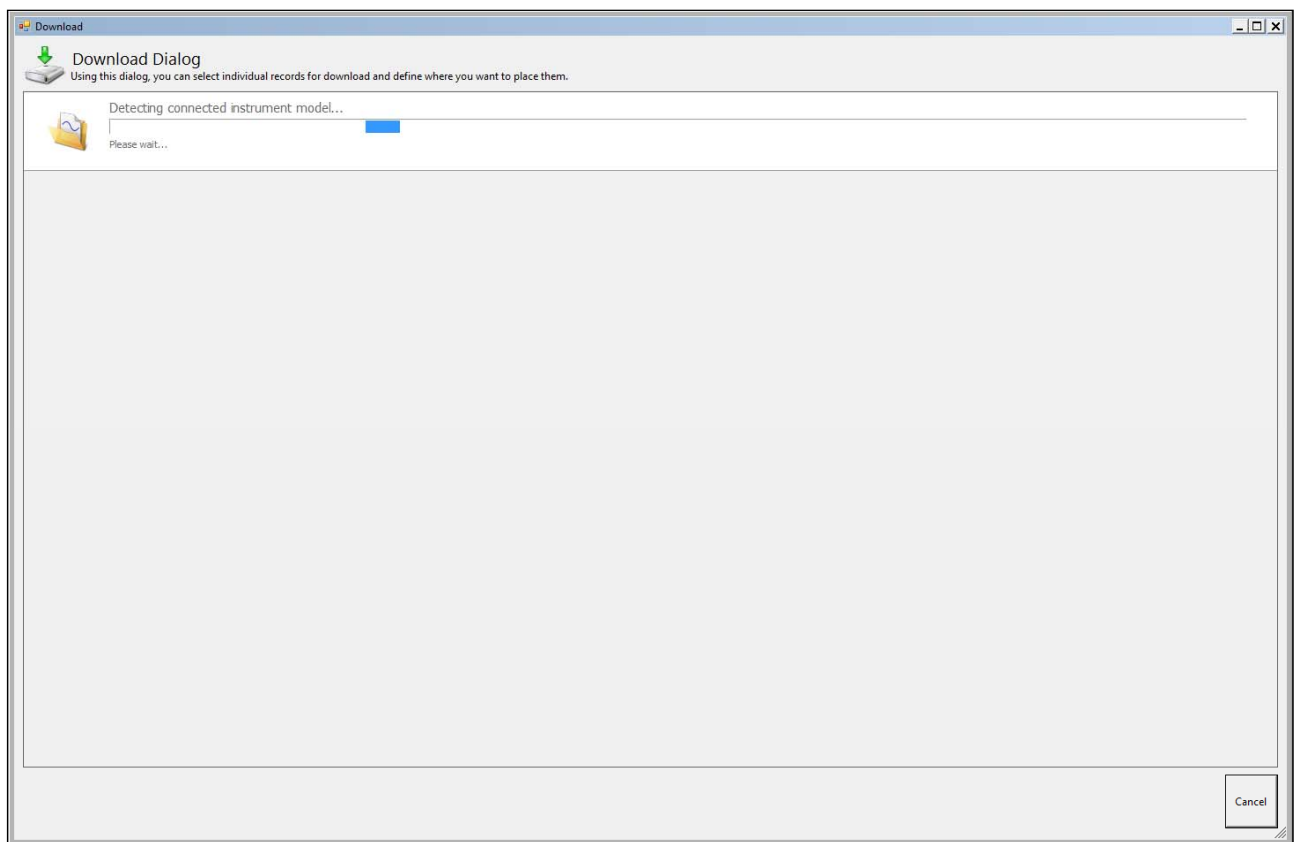 Download
Download Dialog
Using this dialog, you can select individual records for download and define where you want to place them.
Detecting connected instrument model...
Please wait...
Cancel